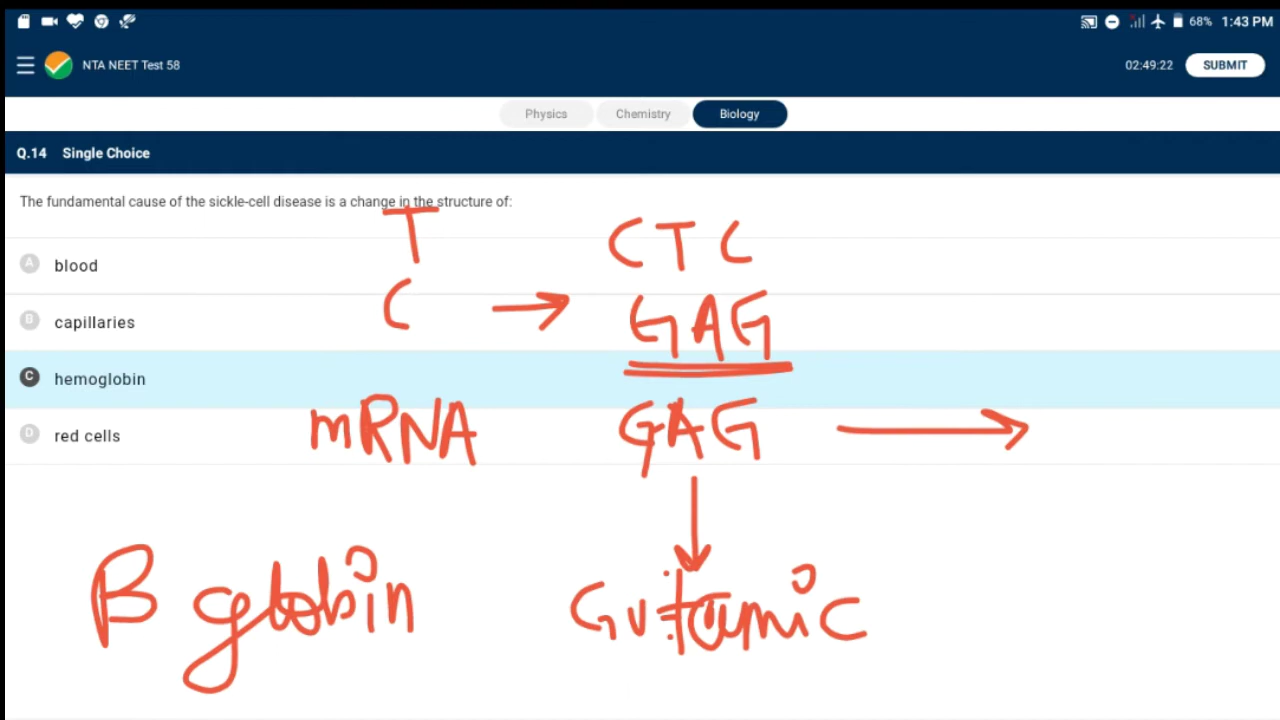 68% 1:43 PM
NTA NEET Test 58 02:49:22 SUBMIT
Physics Chemistry Biology
Q.14 Single Choice
The fundamental cause of the sickle-cell disease is a change in the structure of:
A blood
B capillaries
C hemoglobin
D red cells
T CTC
C → GAG
mRNA GAG →
B globin Gutamic